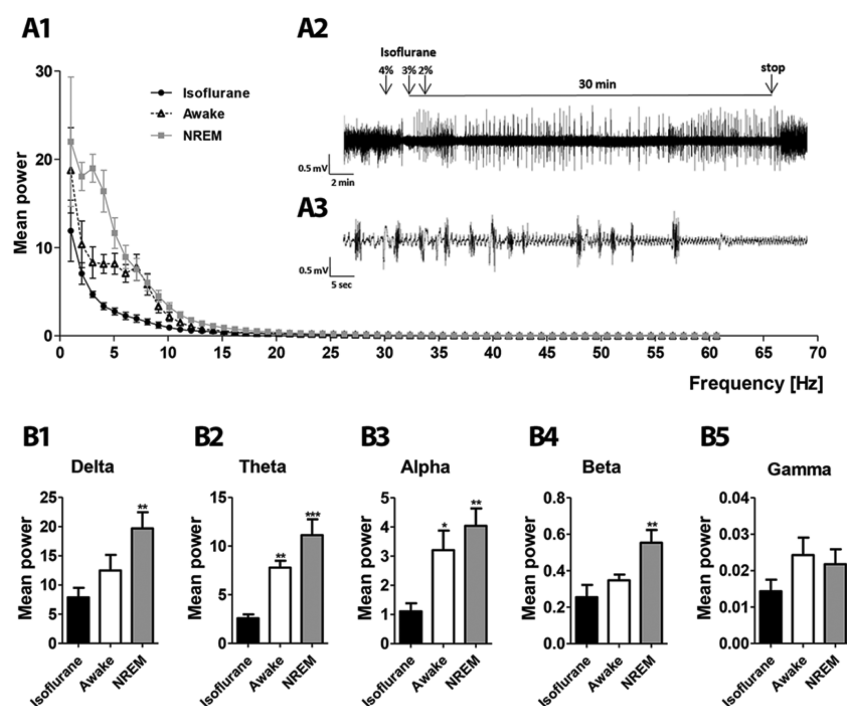 A1
30
20
10
0
Mean power
Isoflurane
Awake
NREM
0 5 10 15 20 25 30 35 40 45 50 55 60 65 70
Frequency [Hz]
A2
Isoflurane
4% 3% 2%
30 min
stop
0.5 mV
2 min
A3
0.5 mV
5 sec
B1
Delta
25
20
15
10
5
0
Mean power
**
Isoflurane Awake NREM
B2
Theta
15
10
5
0
Mean power
** ***
Isoflurane Awake NREM
B3
Alpha
5
4
3
2
1
0
Mean power
* **
Isoflurane Awake NREM
B4
Beta
0.8
0.6
0.4
0.2
0.0
Mean power
**
Isoflurane Awake NREM
B5
Gamma
0.04
0.03
0.02
0.01
0.00
Mean power
Isoflurane Awake NREM